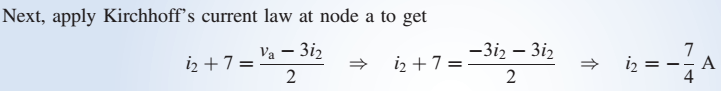 Next, apply Kirchhoff's current law at node a to get
i₂ + 7 = (vₐ − 3i₂)/2 ⇒ i₂ + 7 = (−3i₂ − 3i₂)/2 ⇒ i₂ = −7/4 A